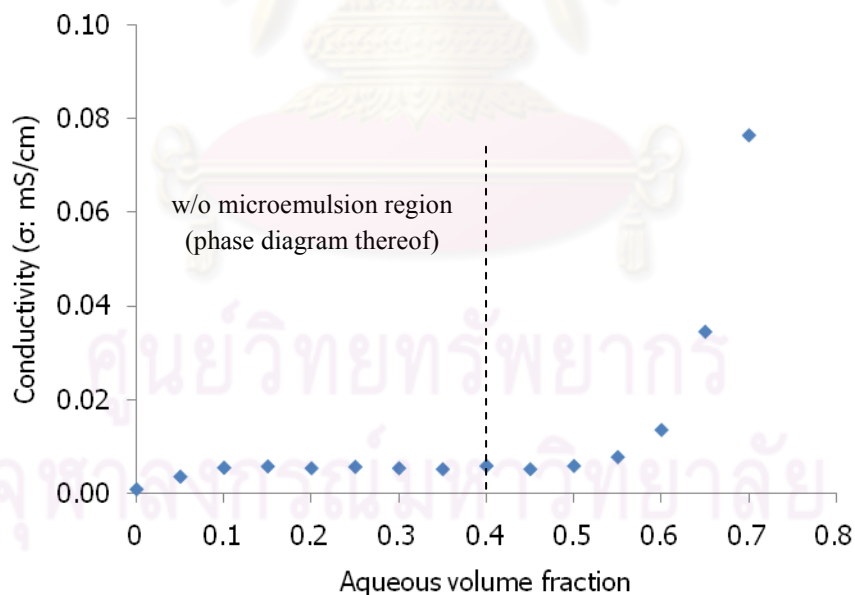 0.10
0.08
0.06
0.04
0.02
0.00
Conductivity (σ: mS/cm)
w/o microemulsion region
(phase diagram thereof)
ศูนย์วิทยทรัพยากร
จุฬาลงกรณ์มหาวิทยาลัย
0 0.1 0.2 0.3 0.4 0.5 0.6 0.7 0.8
Aqueous volume fraction